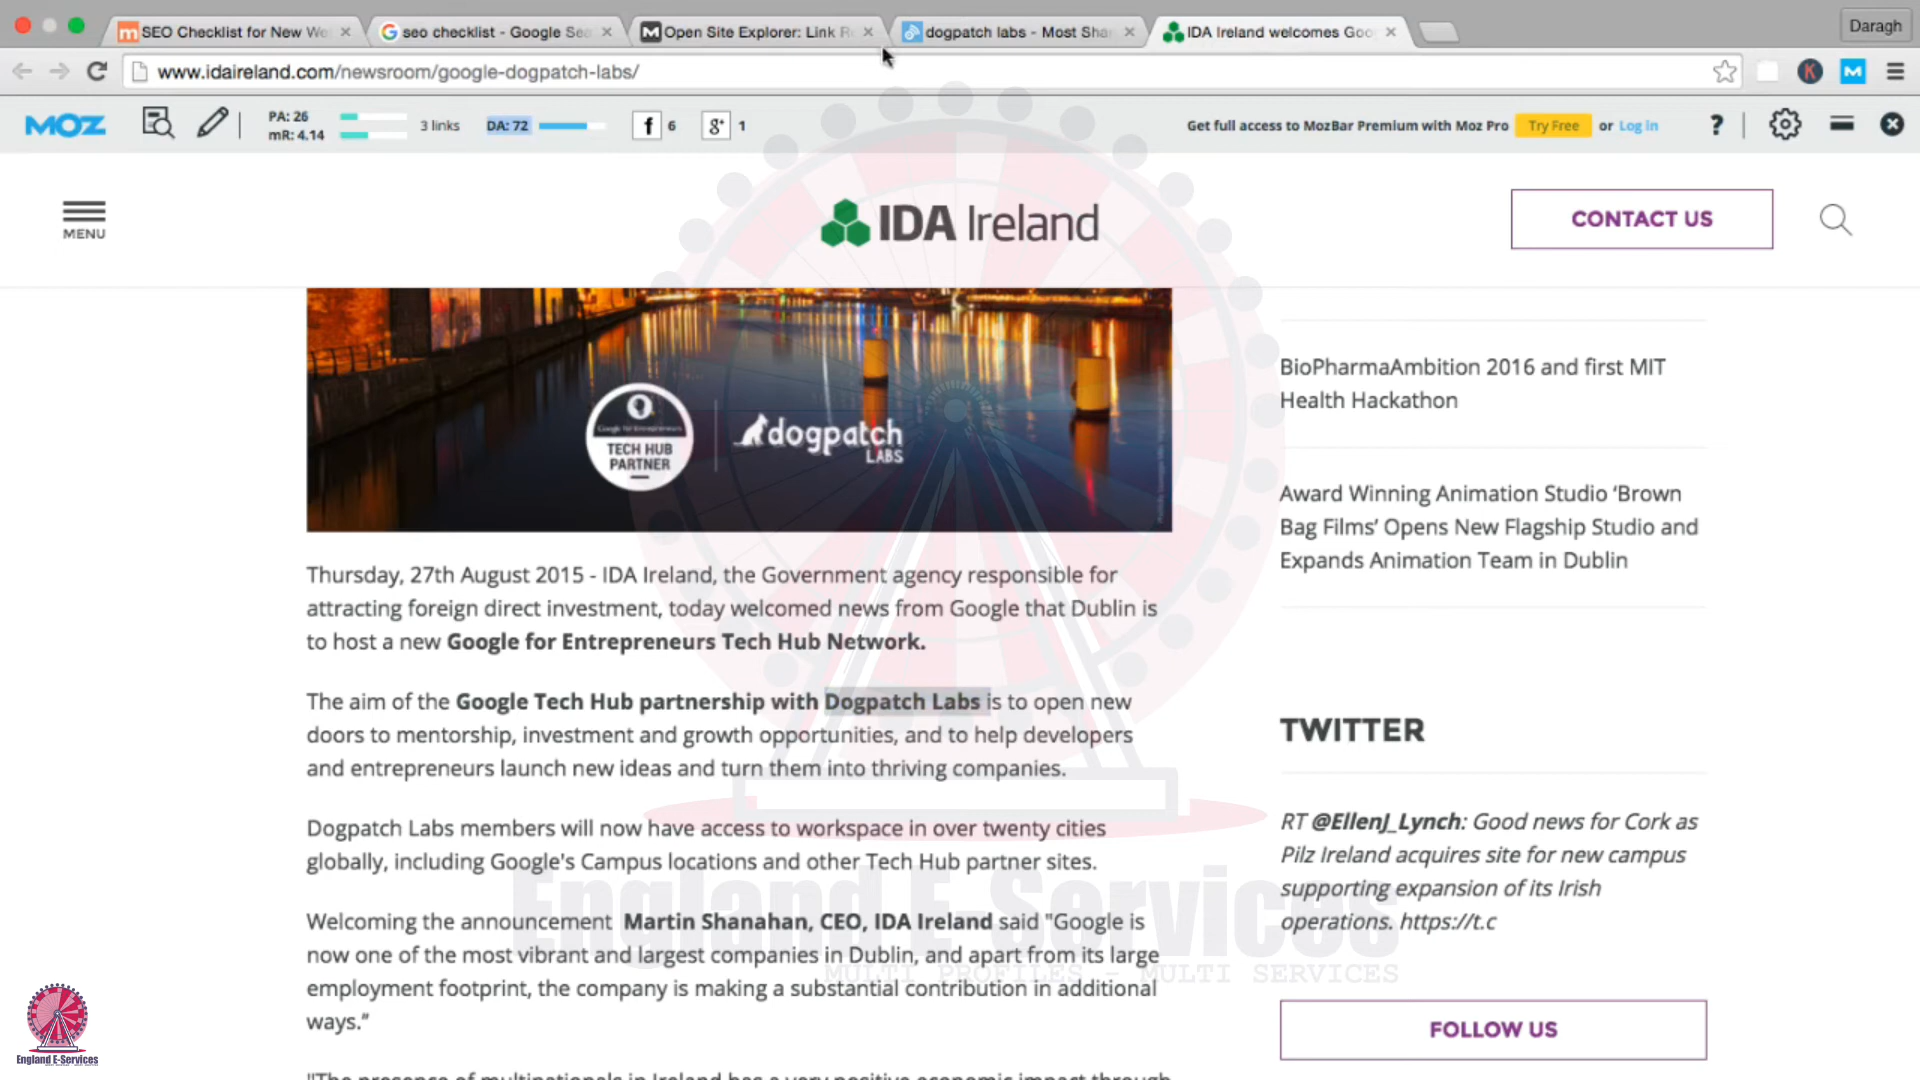 SEO Checklist for New We
seo checklist - Google Sea
Open Site Explorer: Link R
dogpatch labs - Most Shar
IDA Ireland welcomes Goo
Daragh
www.idaireland.com/newsroom/google-dogpatch-labs/
K
M
MOZ
PA: 26
mR: 4.14
3 links
DA: 72
f 6
g+ 1
Get full access to MozBar Premium with Moz Pro
Try Free
or Log in
?
MENU
IDA Ireland
CONTACT US
Google for Entrepreneurs
TECH HUB
PARTNER
dogpatch
LABS
Thursday, 27th August 2015 - IDA Ireland, the Government agency responsible for
attracting foreign direct investment, today welcomed news from Google that Dublin is
to host a new Google for Entrepreneurs Tech Hub Network.
The aim of the Google Tech Hub partnership with Dogpatch Labs is to open new
doors to mentorship, investment and growth opportunities, and to help developers
and entrepreneurs launch new ideas and turn them into thriving companies.
Dogpatch Labs members will now have access to workspace in over twenty cities
globally, including Google's Campus locations and other Tech Hub partner sites.
Welcoming the announcement Martin Shanahan, CEO, IDA Ireland said "Google is
now one of the most vibrant and largest companies in Dublin, and apart from its large
employment footprint, the company is making a substantial contribution in additional
ways.”
"The presence of multinationals in Ireland has a very positive economic impact through
BioPharmaAmbition 2016 and first MIT
Health Hackathon
Award Winning Animation Studio ‘Brown
Bag Films’ Opens New Flagship Studio and
Expands Animation Team in Dublin
TWITTER
RT @EllenJ_Lynch: Good news for Cork as
Pilz Ireland acquires site for new campus
supporting expansion of its Irish
operations. https://t.c
FOLLOW US
England E-Services
MULTI PROFILES - MULTI SERVICES
England E-Services